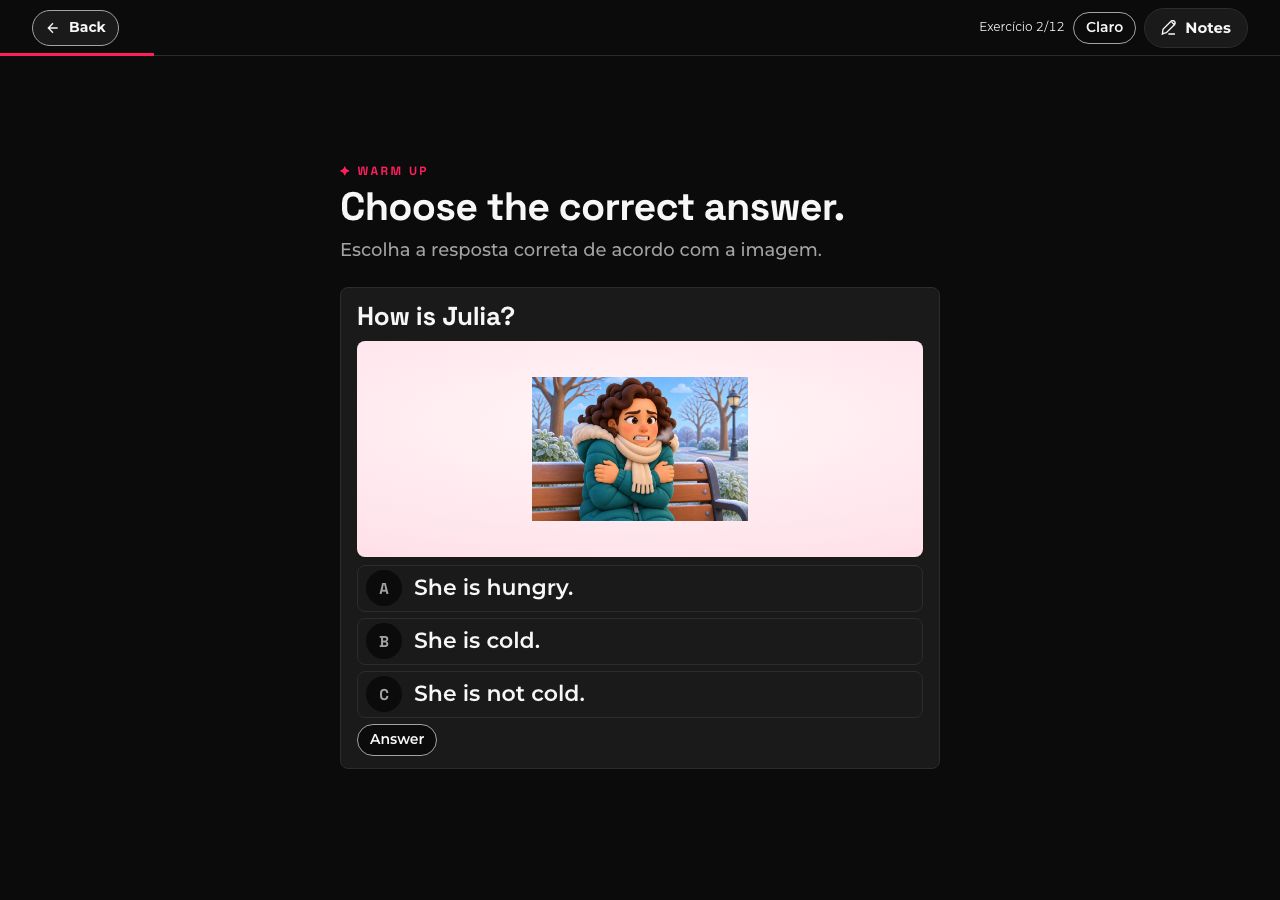 Back
Exercício 2/12
Claro
Notes
WARM UP
Choose the correct answer.
Escolha a resposta correta de acordo com a imagem.
How is Julia?
A She is hungry.
B She is cold.
C She is not cold.
Answer